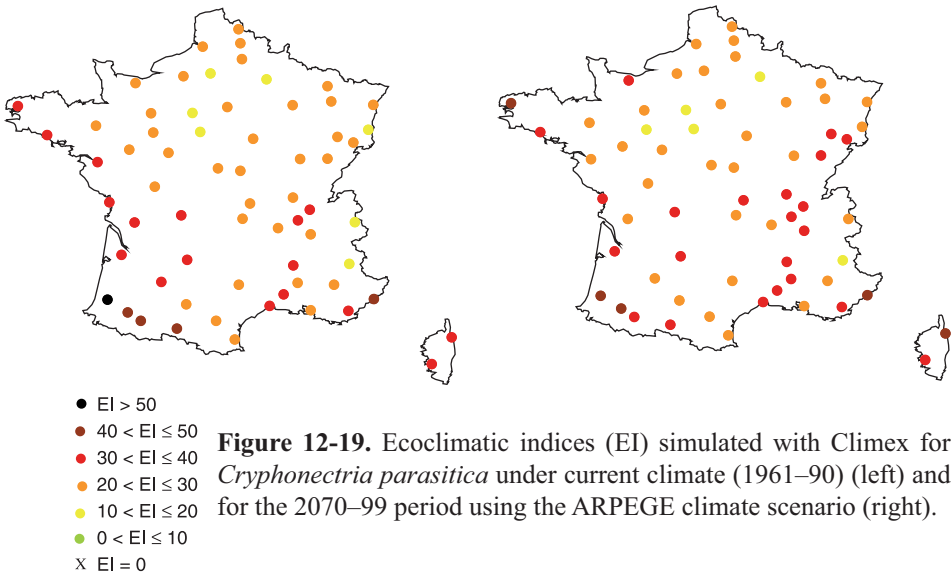 EI > 50
40 < EI ≤ 50
30 < EI ≤ 40
20 < EI ≤ 30
10 < EI ≤ 20
0 < EI ≤ 10
X EI = 0
Figure 12-19. Ecoclimatic indices (EI) simulated with Climex for
Cryphonectria parasitica under current climate (1961–90) (left) and
for the 2070–99 period using the ARPEGE climate scenario (right).